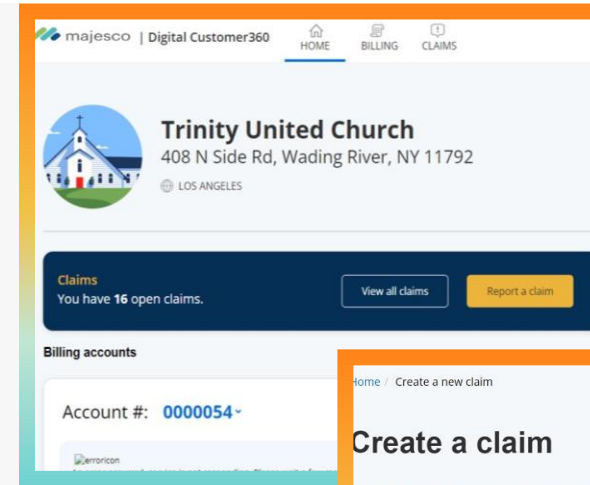 majesco | Digital Customer360
HOME BILLING CLAIMS
Trinity United Church
408 N Side Rd, Wading River, NY 11792
LOS ANGELES
Claims
You have 16 open claims.
View all claims
Report a claim
Billing accounts
Account #: 0000054
erroricon
Home / Create a new claim
Create a claim